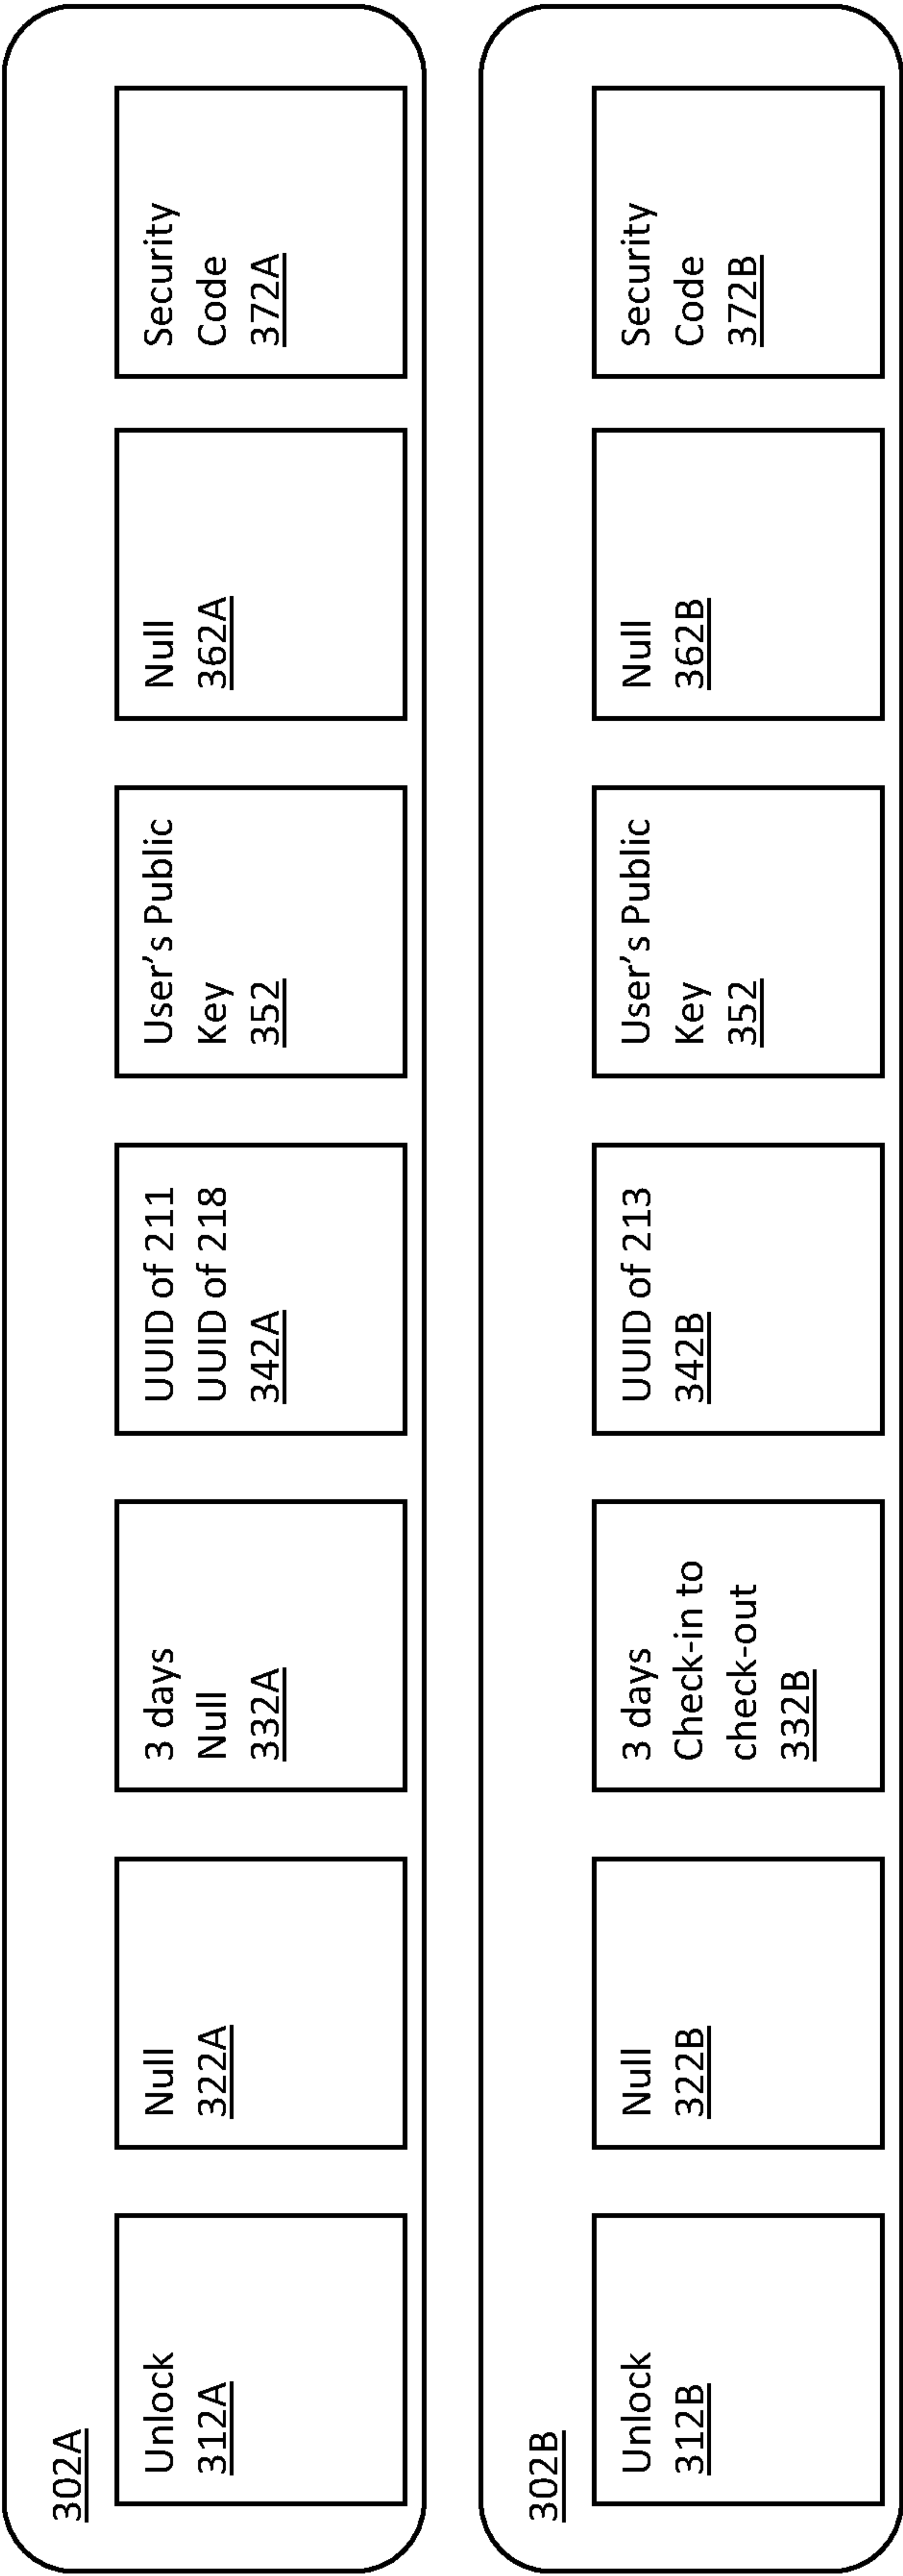 302A
Unlock
312A
Null
322A
3 days
Null
332A
UUID of 211
UUID of 218
342A
User’s Public
Key
352
Null
362A
Security
Code
372A
302B
Unlock
312B
Null
322B
3 days
Check-in to
check-out
332B
UUID of 213
342B
User’s Public
Key
352
Null
362B
Security
Code
372B